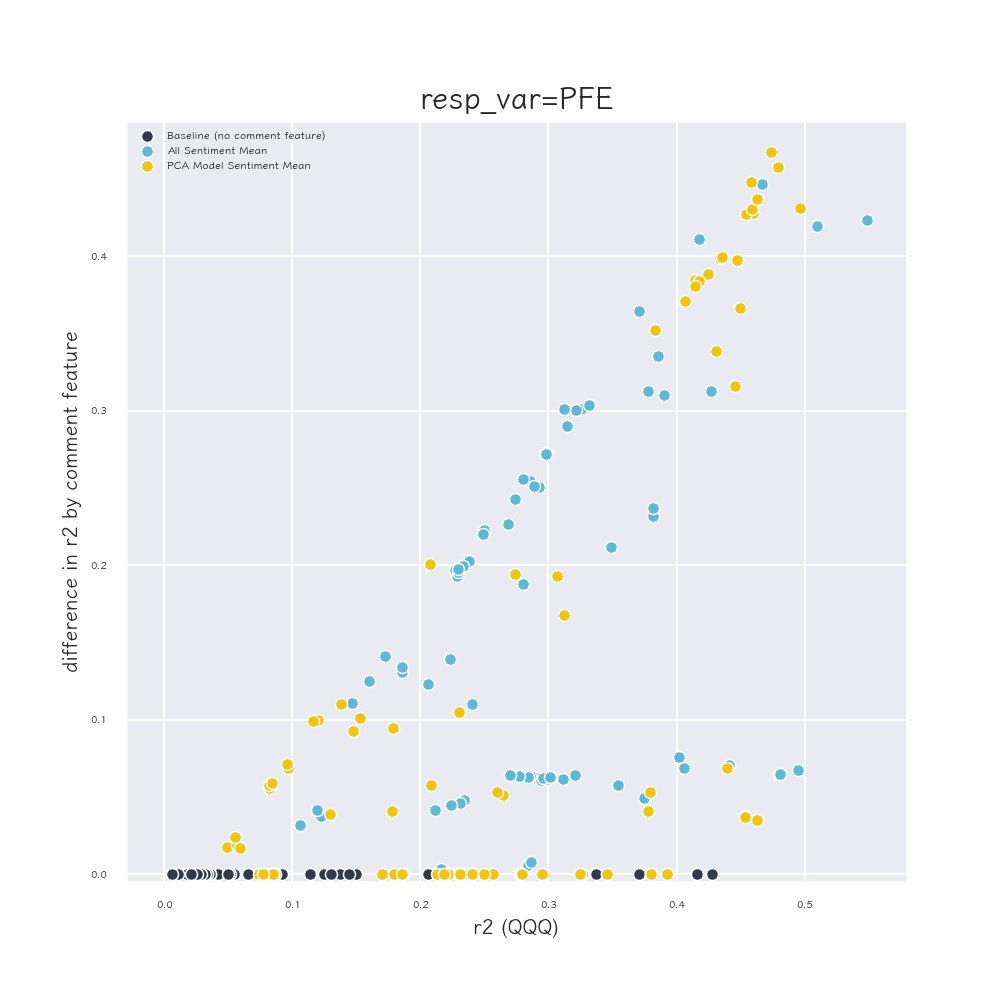 resp_var=PFE
Baseline (no comment feature)
All Sentiment Mean
PCA Model Sentiment Mean
difference in r2 by comment feature
0.4
0.3
0.2
0.1
0.0
0.0 0.1 0.2 0.3 0.4 0.5
r2 (QQQ)